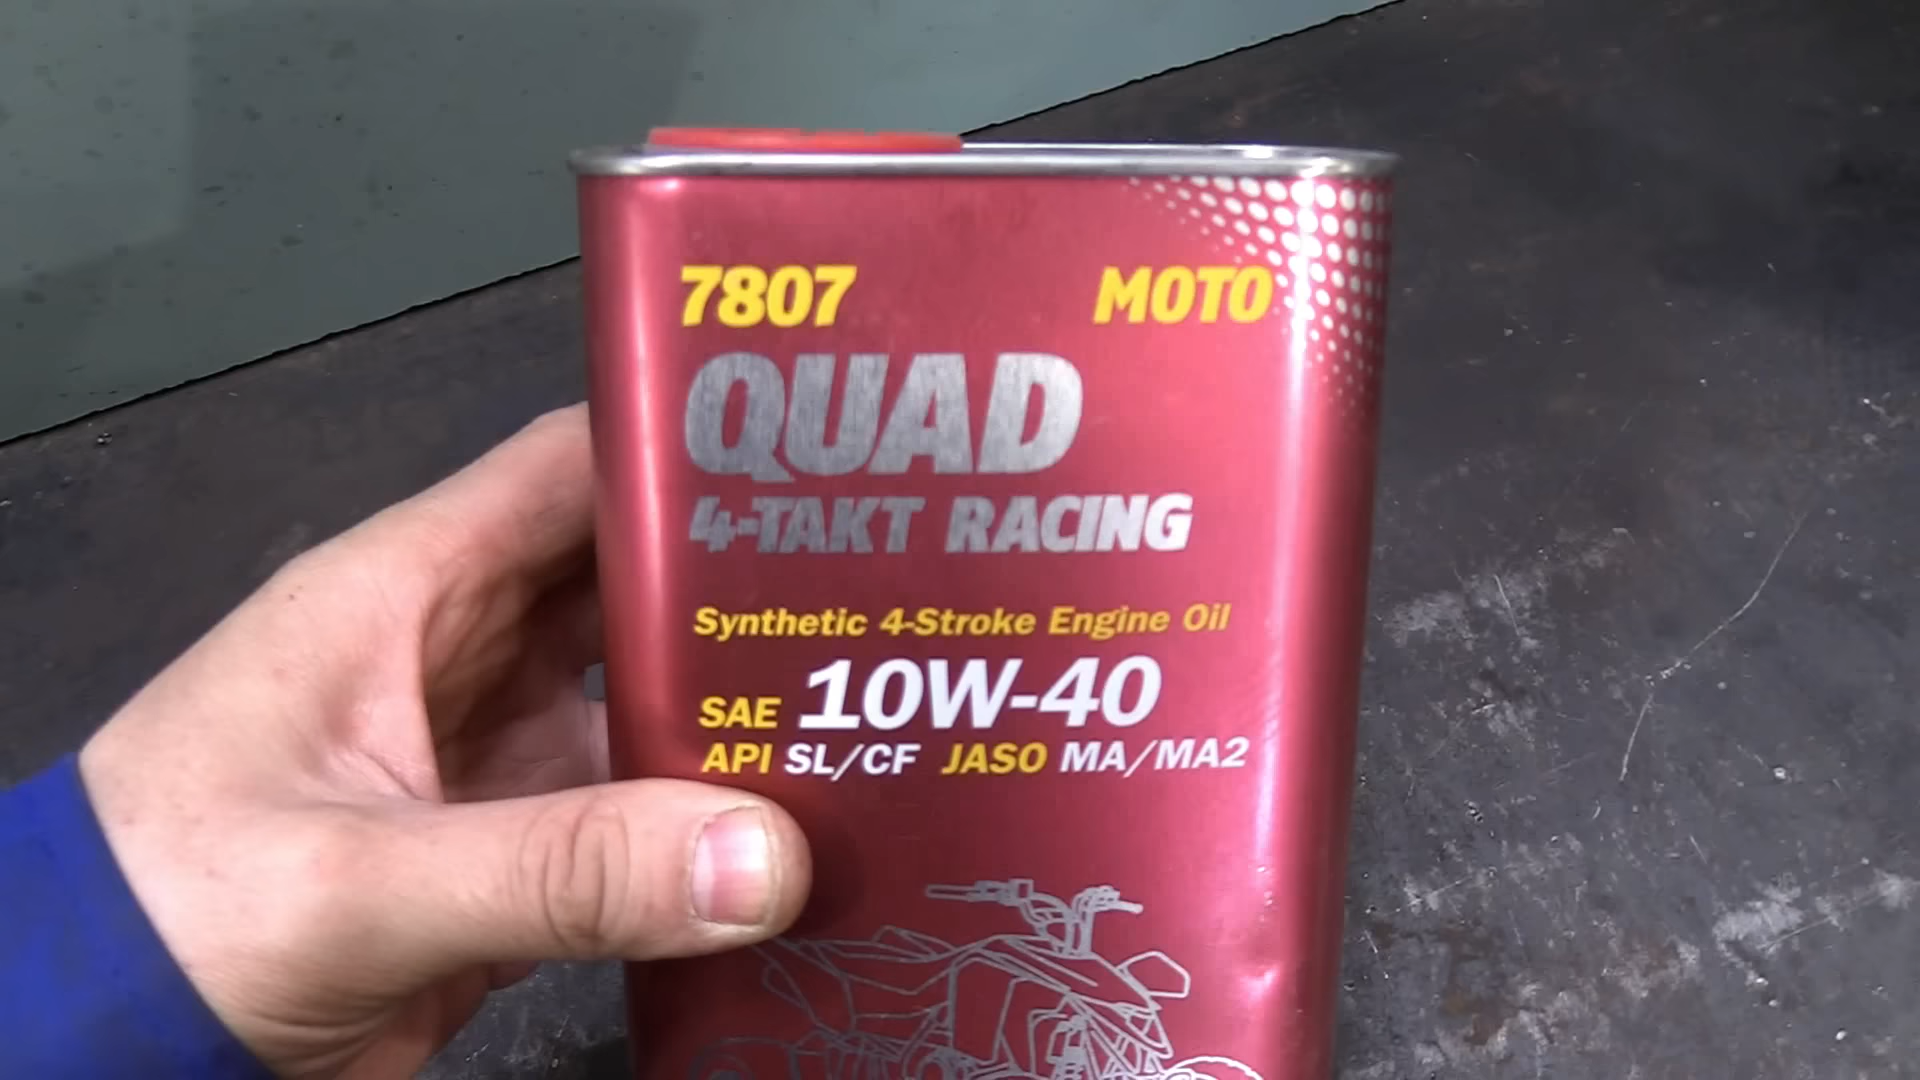 7807 MOTO
QUAD
4-TAKT RACING
Synthetic 4-Stroke Engine Oil
SAE 10W-40
API SL/CF JASO MA/MA2